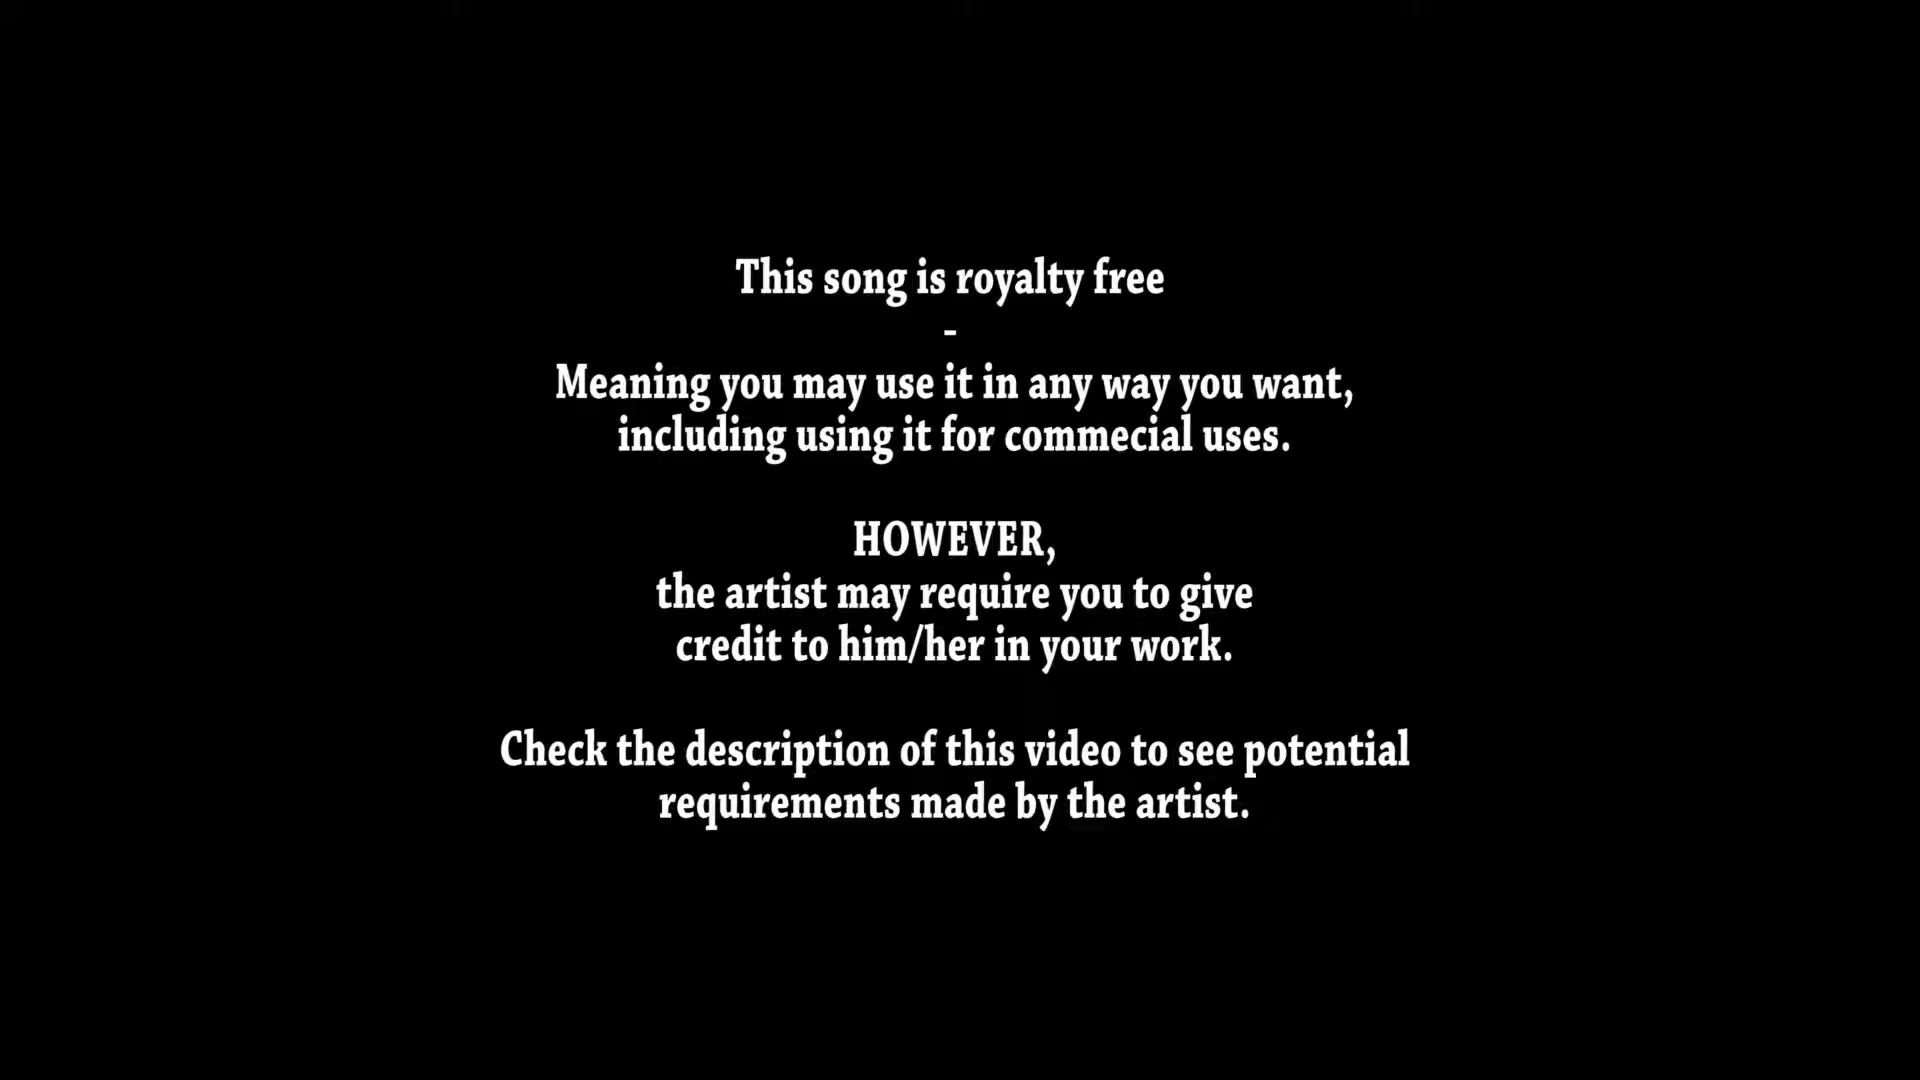 This song is royalty free
-
Meaning you may use it in any way you want,
including using it for commecial uses.
HOWEVER,
the artist may require you to give
credit to him/her in your work.
Check the description of this video to see potential
requirements made by the artist.